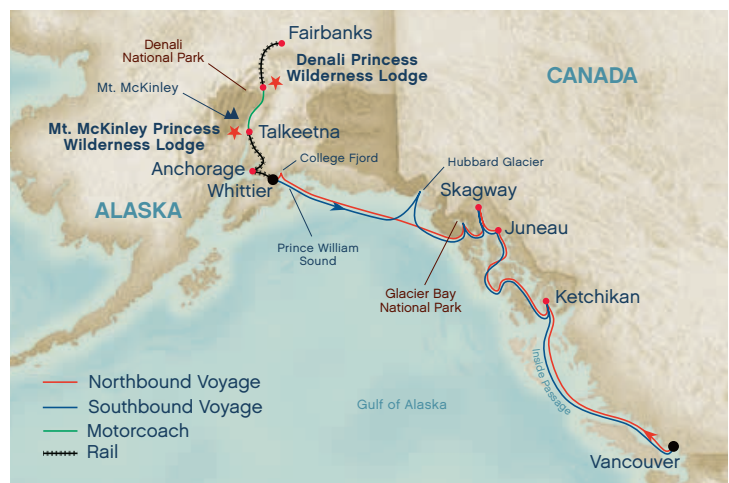 Fairbanks
Denali
National Park
Denali Princess
Wilderness Lodge
CANADA
Mt. McKinley
Mt. McKinley Princess
Wilderness Lodge
Talkeetna
College Fjord
Hubbard Glacier
Anchorage
Whittier
Skagway
ALASKA
Juneau
Prince William
Sound
Glacier Bay
National Park
Ketchikan
Inside Passage
Northbound Voyage
Southbound Voyage
Gulf of Alaska
Motorcoach
Rail
Vancouver